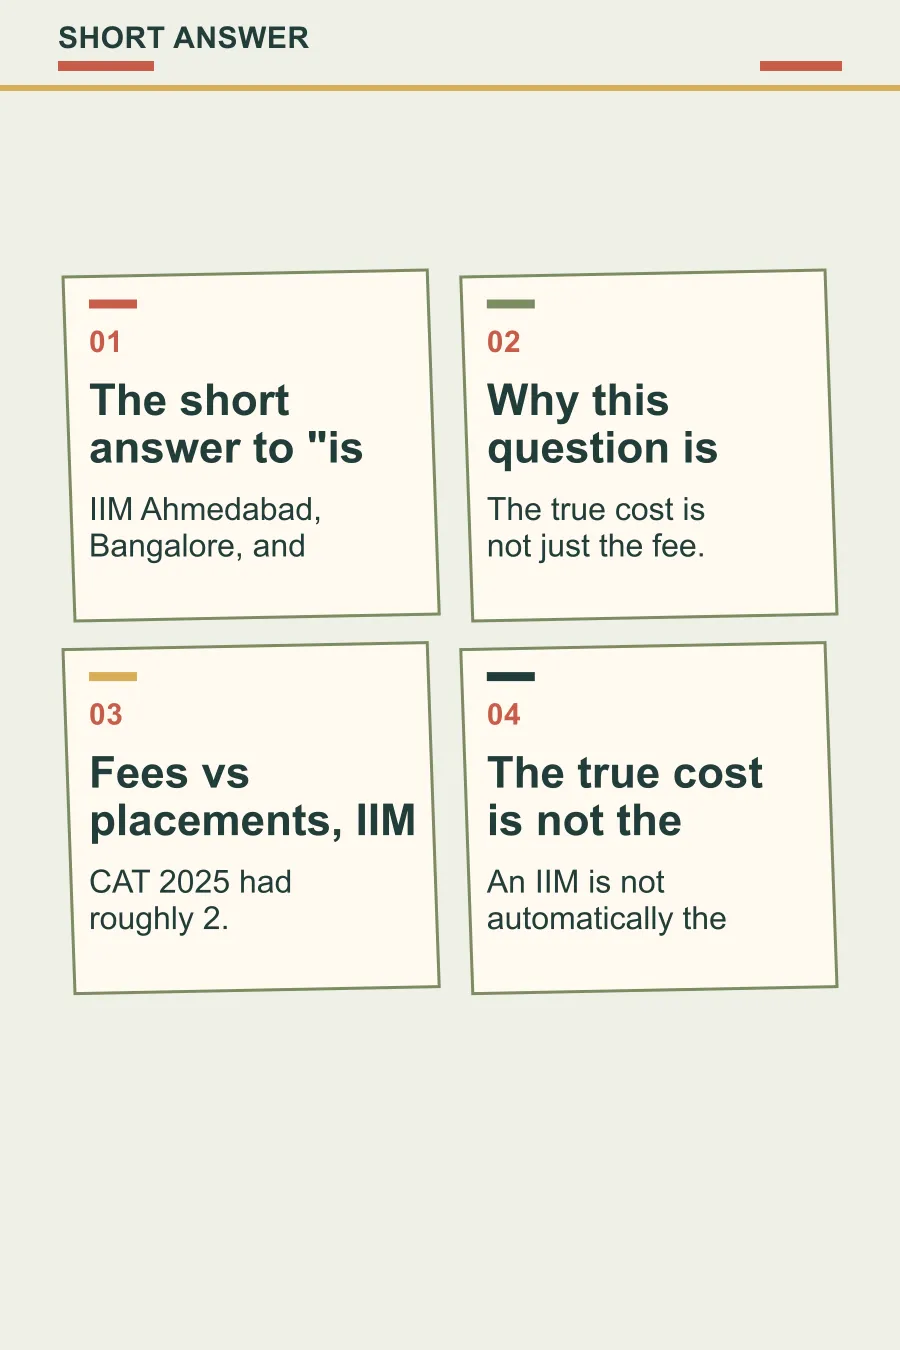 SHORT ANSWER
01
The short
answer to "is
IIM Ahmedabad,
Bangalore, and
02
Why this
question is
The true cost is
not just the fee.
03
Fees vs
placements, IIM
CAT 2025 had
roughly 2.
04
The true cost
is not the
An IIM is not
automatically the